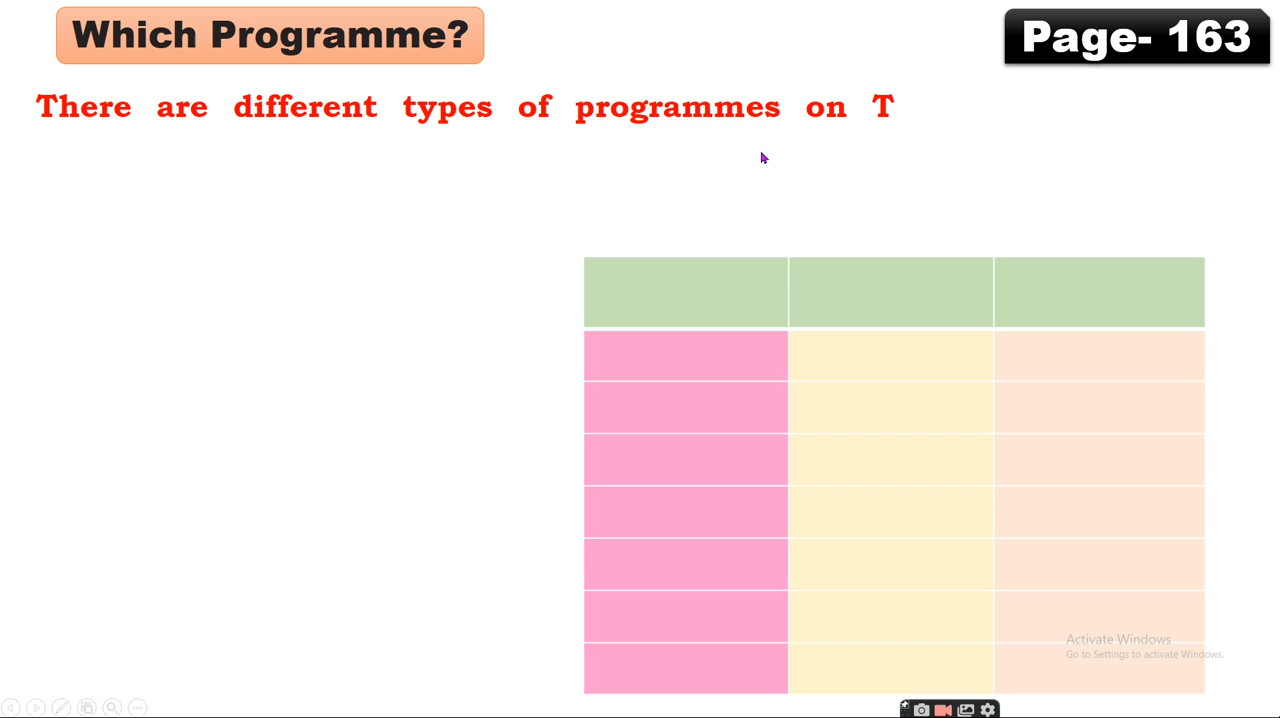 Which Programme?
Page- 163
There are different types of programmes on T
Activate Windows
Go to Settings to activate Windows.